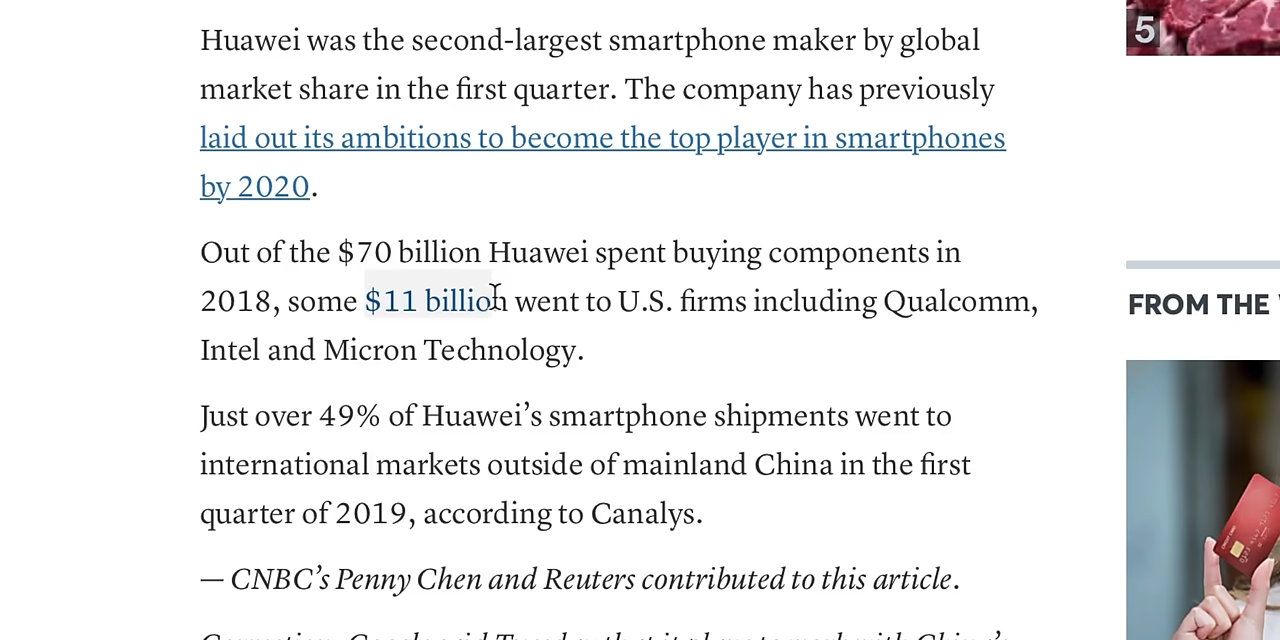 Huawei was the second-largest smartphone maker by global
market share in the first quarter. The company has previously
laid out its ambitions to become the top player in smartphones
by 2020.
Out of the $70 billion Huawei spent buying components in
2018, some $11 billion went to U.S. firms including Qualcomm,
Intel and Micron Technology.
Just over 49% of Huawei’s smartphone shipments went to
international markets outside of mainland China in the first
quarter of 2019, according to Canalys.
— CNBC’s Penny Chen and Reuters contributed to this article.
5
FROM THE